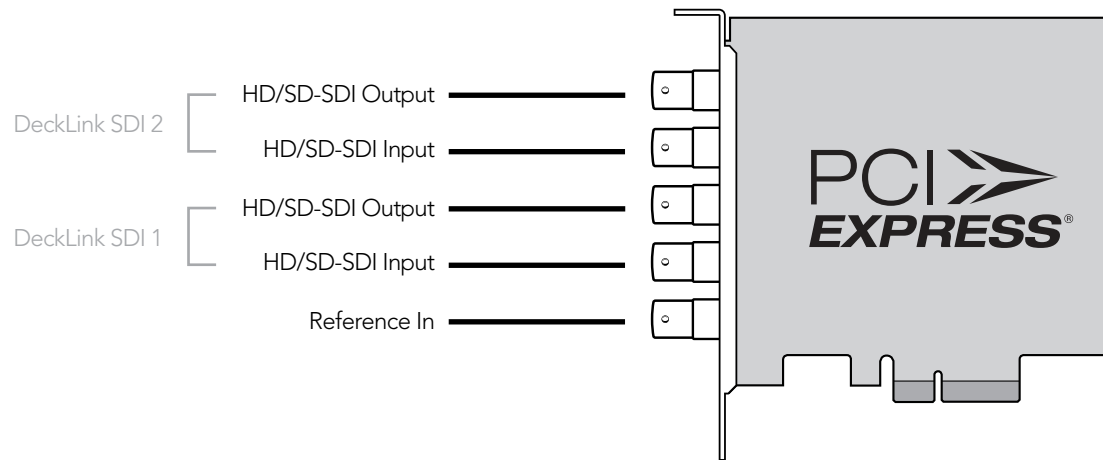 DeckLink SDI 2
HD/SD-SDI Output
HD/SD-SDI Input
DeckLink SDI 1
HD/SD-SDI Output
HD/SD-SDI Input
Reference In
PCI
EXPRESS®